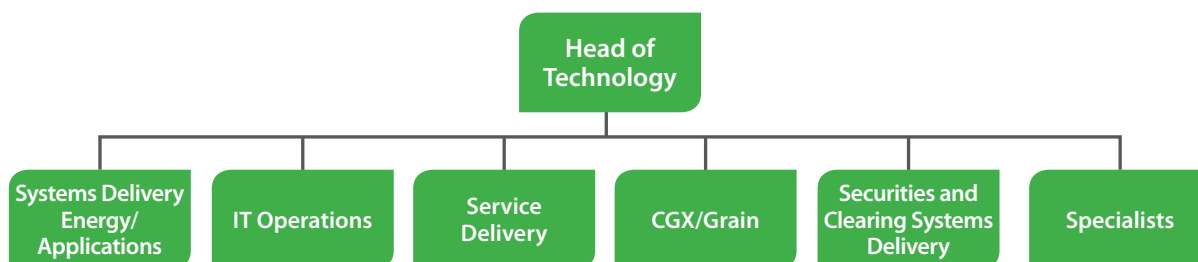 Head of
Technology
Systems Delivery
Energy/
Applications
IT Operations
Service
Delivery
CGX/Grain
Securities and
Clearing Systems
Delivery
Specialists